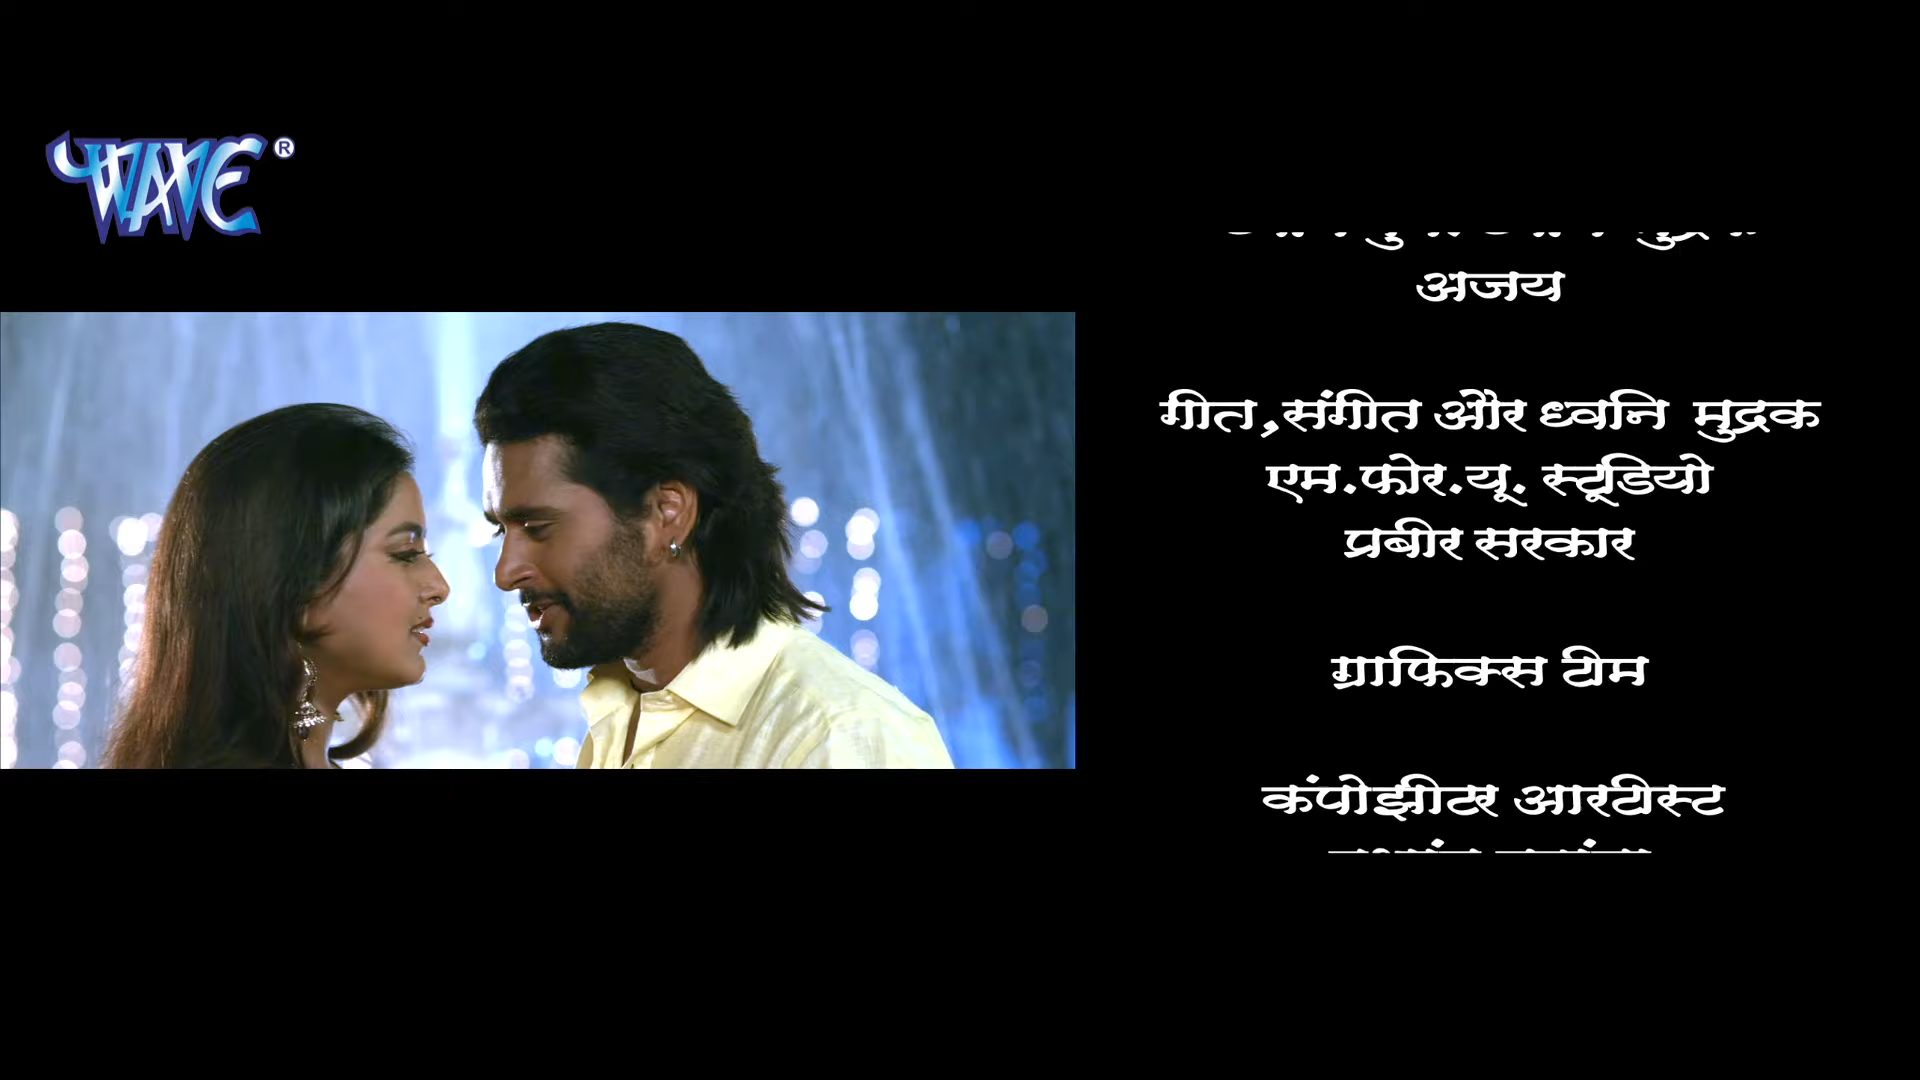 WAVE ®
अजय
गीत,संगीत और ध्वनि मुद्रक
एम.फोर.यू. स्टूडियो
प्रबीर सरकार
ग्राफिक्स टीम
कंपोझीटर आरटीस्ट